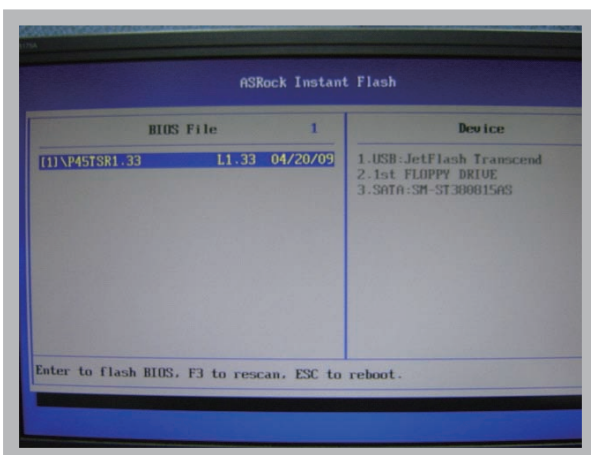 ASRock Instant Flash
BIOS File 1
[1]\P45TSR1.33 L1.33 04/20/09
Device
1.USB:JetFlash Transcend
2.1st FLOPPY DRIVE
3.SATA:SM-ST380815AS
Enter to flash BIOS, F3 to rescan, ESC to reboot.